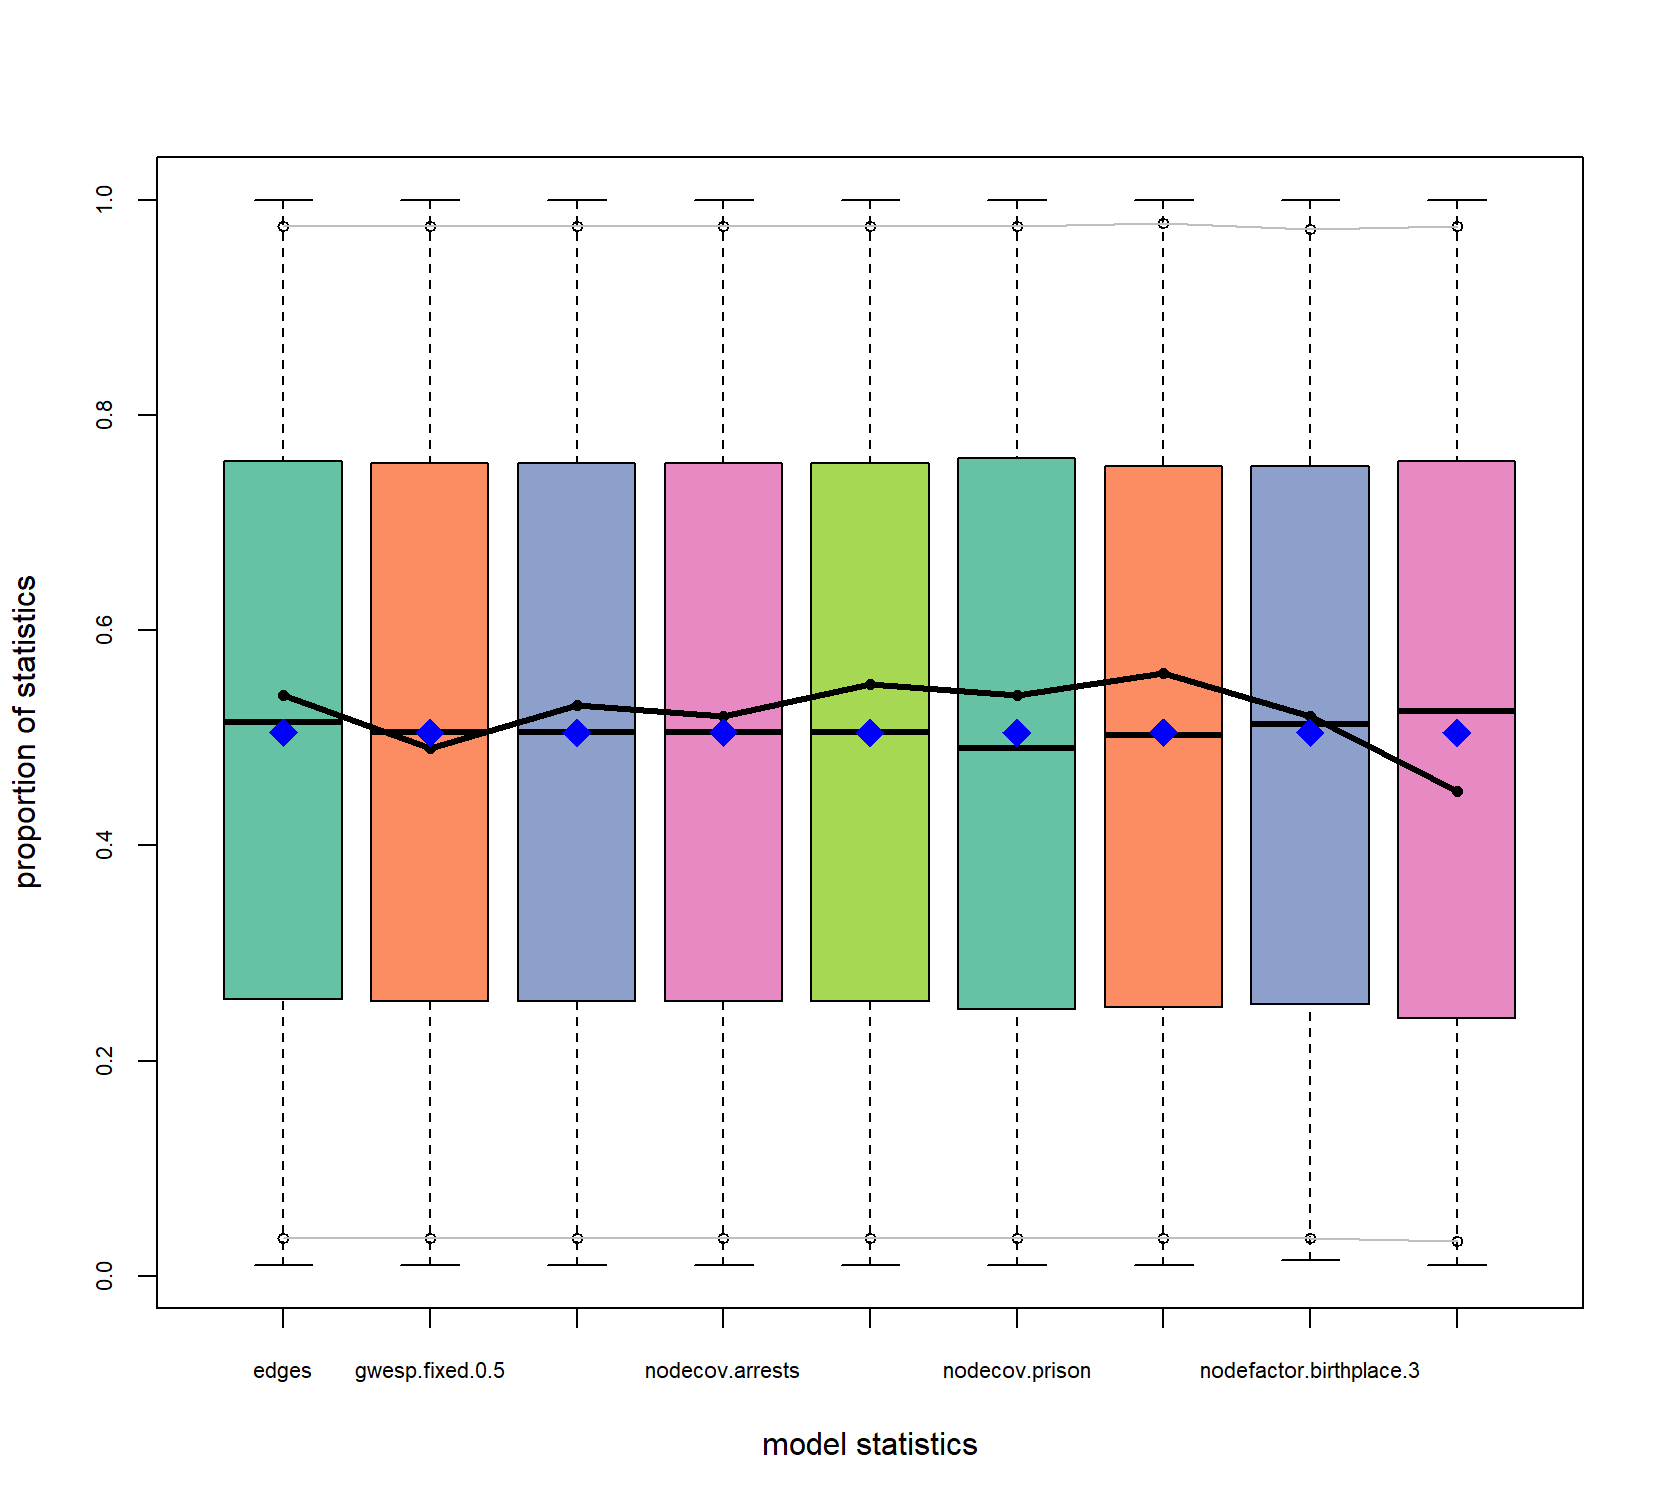 proportion of statistics
1.0
0.8
0.6
0.4
0.2
0.0
edges gwesp.fixed.0.5 nodecov.arrests nodecov.prison nodefactor.birthplace.3
model statistics